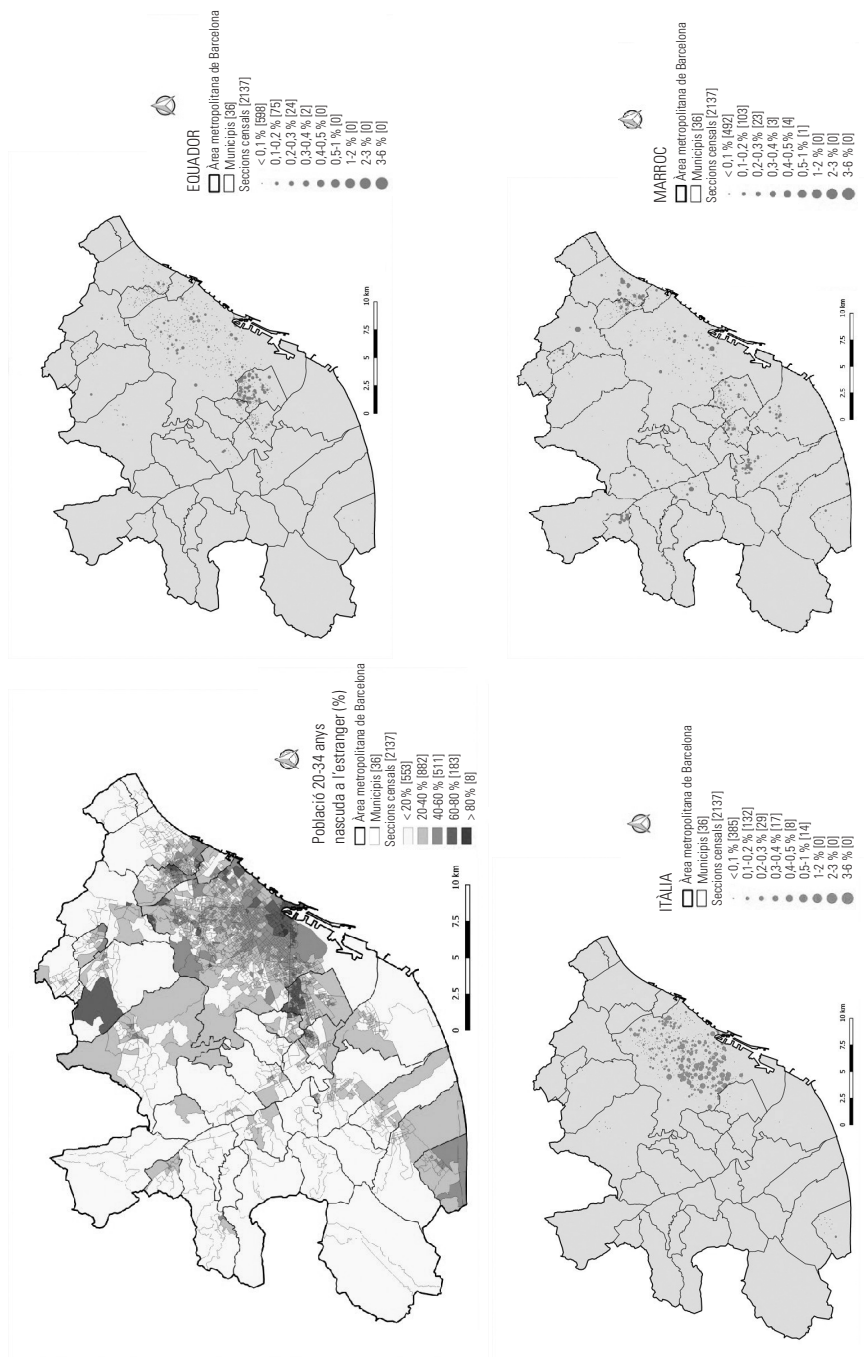 Població 20-34 anys
nascuda a l'estranger (%)
Àrea metropolitana de Barcelona
Municipis [36]
Seccions censals [2137]
< 20 % [553]
20-40 % [882]
40-60 % [511]
60-80 % [183]
> 80 % [8]
0 2.5 5 7.5 10 km
EQUADOR
Àrea metropolitana de Barcelona
Municipis [36]
Seccions censals [2137]
< 0,1 % [598]
0,1-0,2 % [75]
0,2-0,3 % [24]
0,3-0,4 % [2]
0,4-0,5 % [0]
0,5-1 % [0]
1-2 % [0]
2-3 % [0]
3-6 % [0]
0 2.5 5 7.5 10 km
ITÀLIA
Àrea metropolitana de Barcelona
Municipis [36]
Seccions censals [2137]
< 0,1 % [385]
0,1-0,2 % [132]
0,2-0,3 % [29]
0,3-0,4 % [17]
0,4-0,5 % [8]
0,5-1 % [14]
1-2 % [0]
2-3 % [0]
3-6 % [0]
0 2.5 5 7.5 10 km
MARROC
Àrea metropolitana de Barcelona
Municipis [36]
Seccions censals [2137]
< 0,1 % [492]
0,1-0,2 % [103]
0,2-0,3 % [23]
0,3-0,4 % [3]
0,4-0,5 % [4]
0,5-1 % [1]
1-2 % [0]
2-3 % [0]
3-6 % [0]
0 2.5 5 7.5 10 km